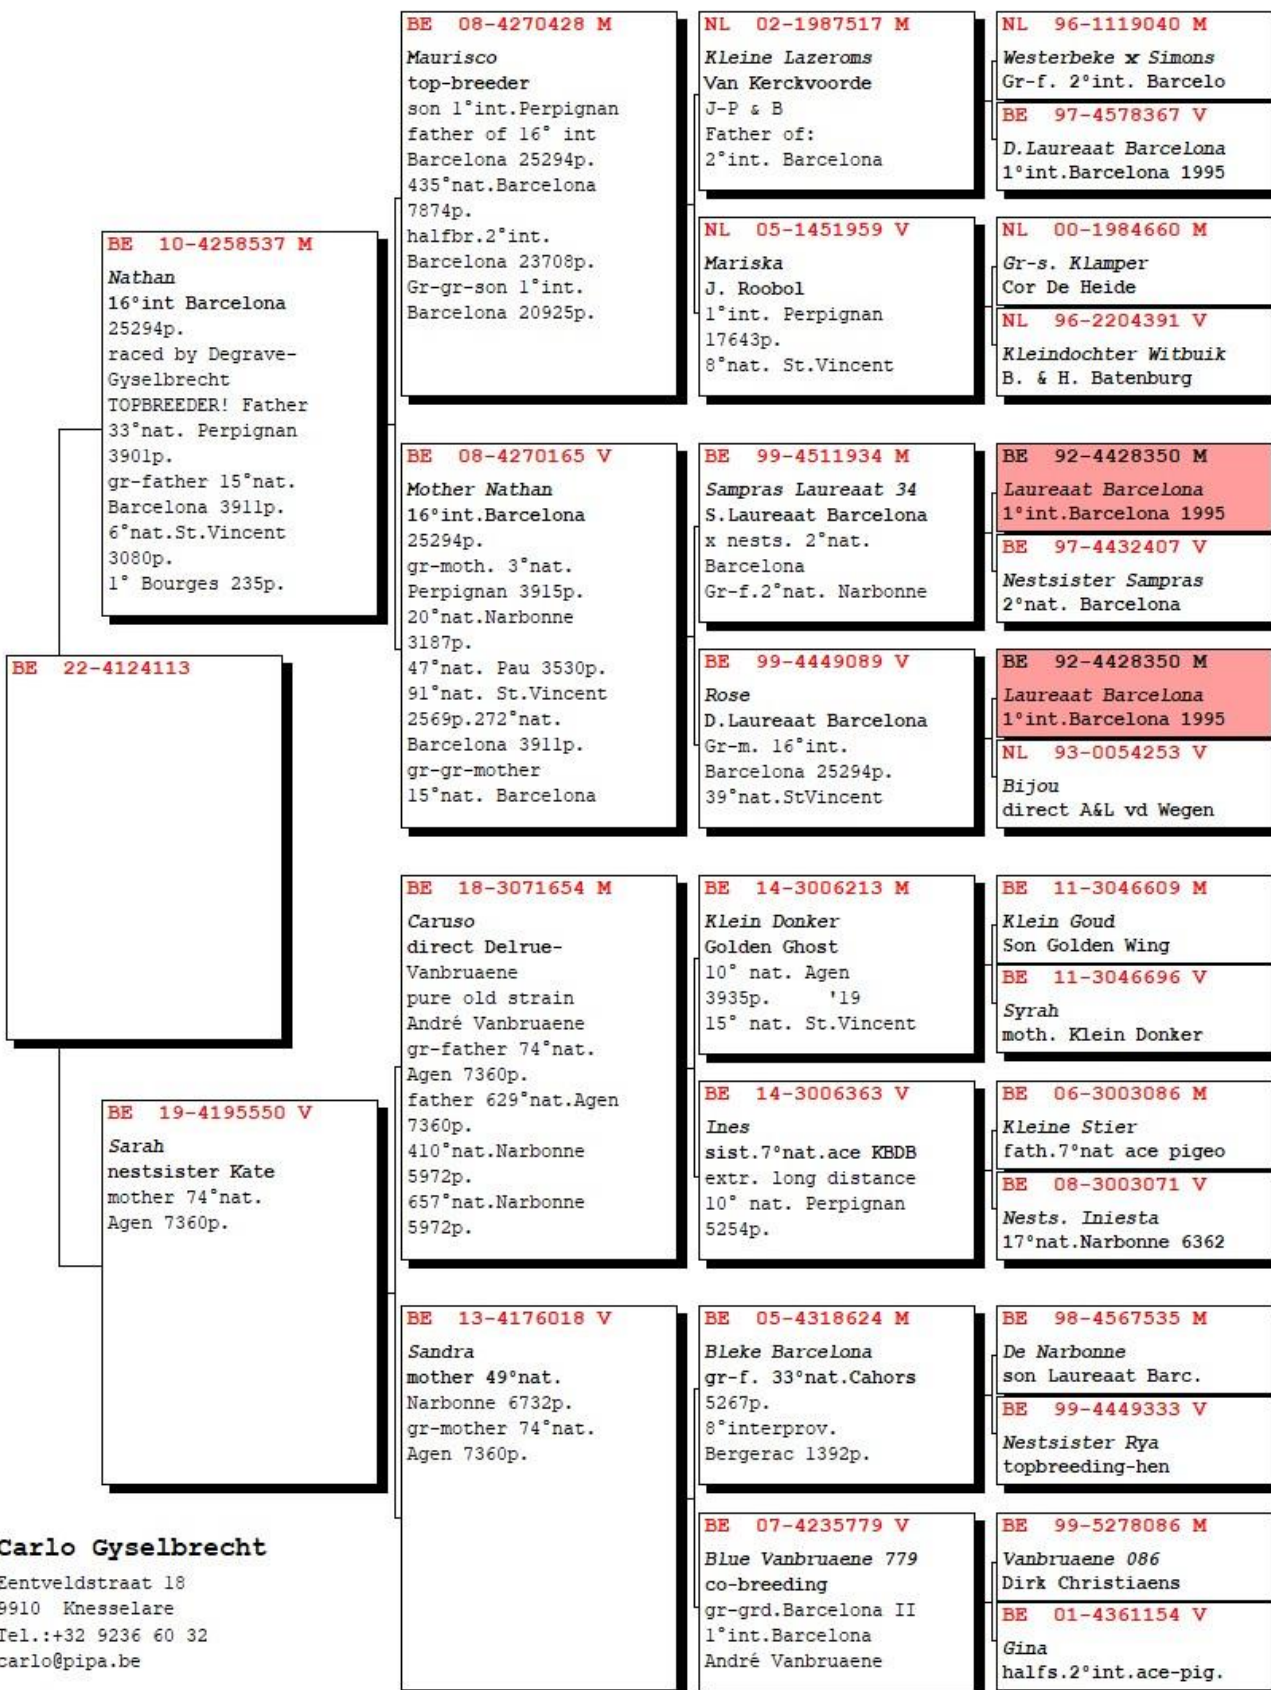 BE 22-4124113
BE 10-4258537 M
Nathan
16°int Barcelona
25294p.
raced by Degrave-
Gyselbrecht
TOPBREEDER! Father
33°nat. Perpignan
3901p.
gr-father 15°nat.
Barcelona 3911p.
6°nat.St.Vincent
3080p.
1° Bourges 235p.
BE 19-4195550 V
Sarah
nestsister Kate
mother 74°nat.
Agen 7360p.
BE 08-4270428 M
Maurisco
top-breeder
son 1°int.Perpignan
father of 16° int
Barcelona 25294p.
435°nat.Barcelona
7874p.
halfbr.2°int.
Barcelona 23708p.
Gr-gr-son 1°int.
Barcelona 20925p.
BE 08-4270165 V
Mother Nathan
16°int.Barcelona
25294p.
gr-moth. 3°nat.
Perpignan 3915p.
20°nat.Narbonne
3187p.
47°nat. Pau 3530p.
91°nat. St.Vincent
2569p.272°nat.
Barcelona 3911p.
gr-gr-mother
15°nat. Barcelona
BE 18-3071654 M
Caruso
direct Delrue-
Vanbruaene
pure old strain
André Vanbruaene
gr-father 74°nat.
Agen 7360p.
father 629°nat.Agen
7360p.
410°nat.Narbonne
5972p.
657°nat.Narbonne
5972p.
BE 13-4176018 V
Sandra
mother 49°nat.
Narbonne 6732p.
gr-mother 74°nat.
Agen 7360p.
NL 02-1987517 M
Kleine Lazeroms
Van Kerckvoorde
J-P & B
Father of:
2°int. Barcelona
NL 05-1451959 V
Mariska
J. Roobol
1°int. Perpignan
17643p.
8°nat. St.Vincent
BE 99-4511934 M
Sampras Laureaat 34
S.Laureaat Barcelona
x nests. 2°nat.
Barcelona
Gr-f.2°nat. Narbonne
BE 99-4449089 V
Rose
D.Laureaat Barcelona
Gr-m. 16°int.
Barcelona 25294p.
39°nat.StVincent
BE 14-3006213 M
Klein Donker
Golden Ghost
10° nat. Agen
3935p. '19
15° nat. St.Vincent
BE 14-3006363 V
Ines
sist.7°nat.ace KBDB
extr. long distance
10° nat. Perpignan
5254p.
BE 05-4318624 M
Bleke Barcelona
gr-f. 33°nat.Cahors
5267p.
8°interprov.
Bergerac 1392p.
BE 07-4235779 V
Blue Vanbruaene 779
co-breeding
gr-grd.Barcelona II
1°int.Barcelona
André Vanbruaene
NL 96-1119040 M
Westerbeke x Simons
Gr-f. 2°int. Barcelo
BE 97-4578367 V
D.Laureaat Barcelona
1°int.Barcelona 1995
NL 00-1984660 M
Gr-s. Klamper
Cor De Heide
NL 96-2204391 V
Kleindochter Witbuik
B. & H. Batenburg
BE 92-4428350 M
Laureaat Barcelona
1°int.Barcelona 1995
BE 97-4432407 V
Nestsister Sampras
2°nat. Barcelona
BE 92-4428350 M
Laureaat Barcelona
1°int.Barcelona 1995
NL 93-0054253 V
Bijou
direct A&L vd Wegen
BE 11-3046609 M
Klein Goud
Son Golden Wing
BE 11-3046696 V
Syrah
moth. Klein Donker
BE 06-3003086 M
Kleine Stier
fath.7°nat ace pigeo
BE 08-3003071 V
Nests. Iniesta
17°nat.Narbonne 6362
BE 98-4567535 M
De Narbonne
son Laureaat Barc.
BE 99-4449333 V
Nestsister Rya
topbreeding-hen
BE 99-5278086 M
Vanbruaene 086
Dirk Christiaens
BE 01-4361154 V
Gina
halfs.2°int.ace-pig.
Carlo Gyselbrecht
Eentveldstraat 18
9910 Knesselare
Tel.:+32 9236 60 32
carlo@pipa.be